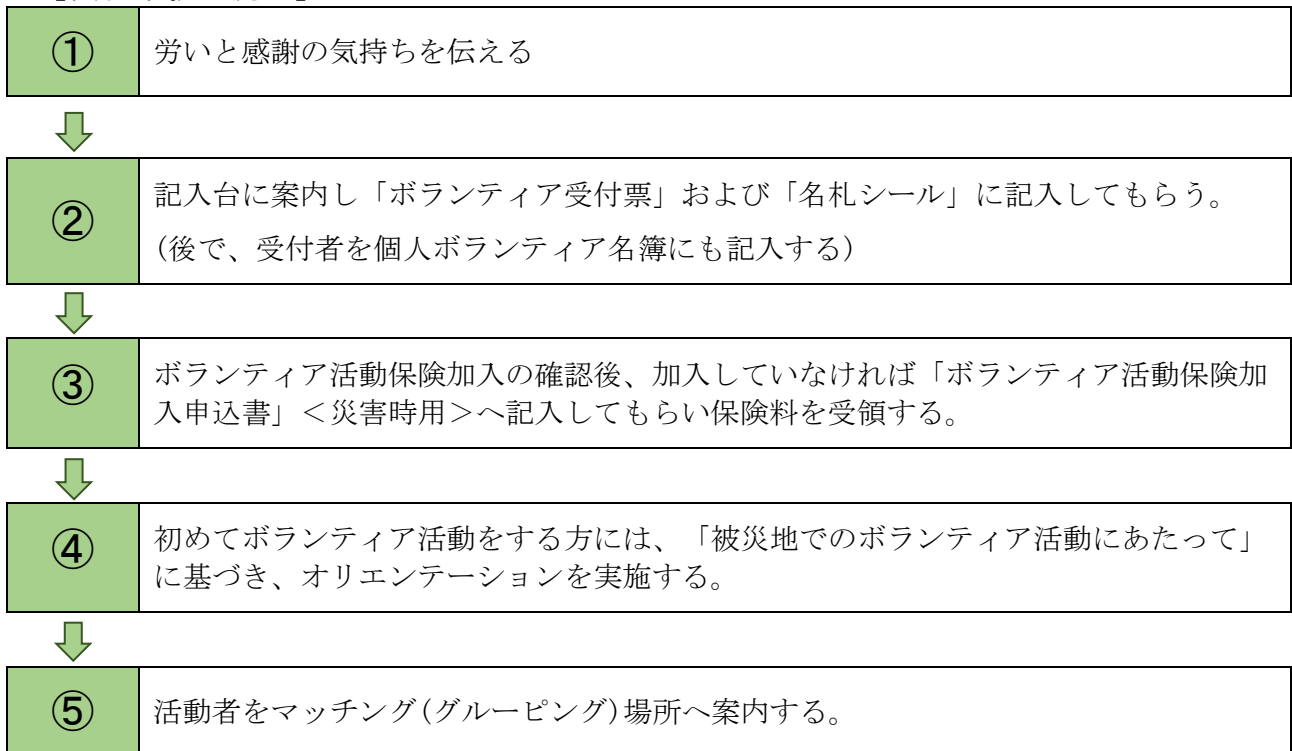 ①
労いと感謝の気持ちを伝える
②
記入台に案内し「ボランティア受付票」および「名札シール」に記入してもらう。
(後で、受付者を個人ボランティア名簿にも記入する)
③
ボランティア活動保険加入の確認後、加入していなければ「ボランティア活動保険加
入申込書」＜災害時用＞へ記入してもらい保険料を受領する。
④
初めてボランティア活動をする方には、「被災地でのボランティア活動にあたって」
に基づき、オリエンテーションを実施する。
⑤
活動者をマッチング(グルーピング)場所へ案内する。